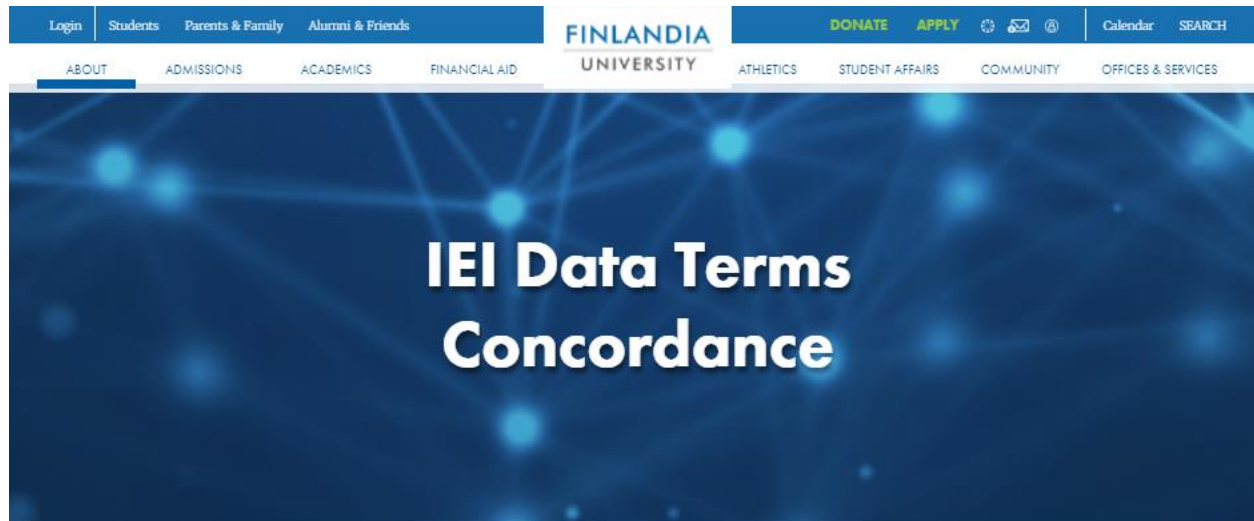 Login Students Parents & Family Alumni & Friends DONATE APPLY Calendar SEARCH
FINLANDIA
UNIVERSITY
ABOUT ADMISSIONS ACADEMICS FINANCIAL AID ATHLETICS STUDENT AFFAIRS COMMUNITY OFFICES & SERVICES
IEI Data Terms
Concordance